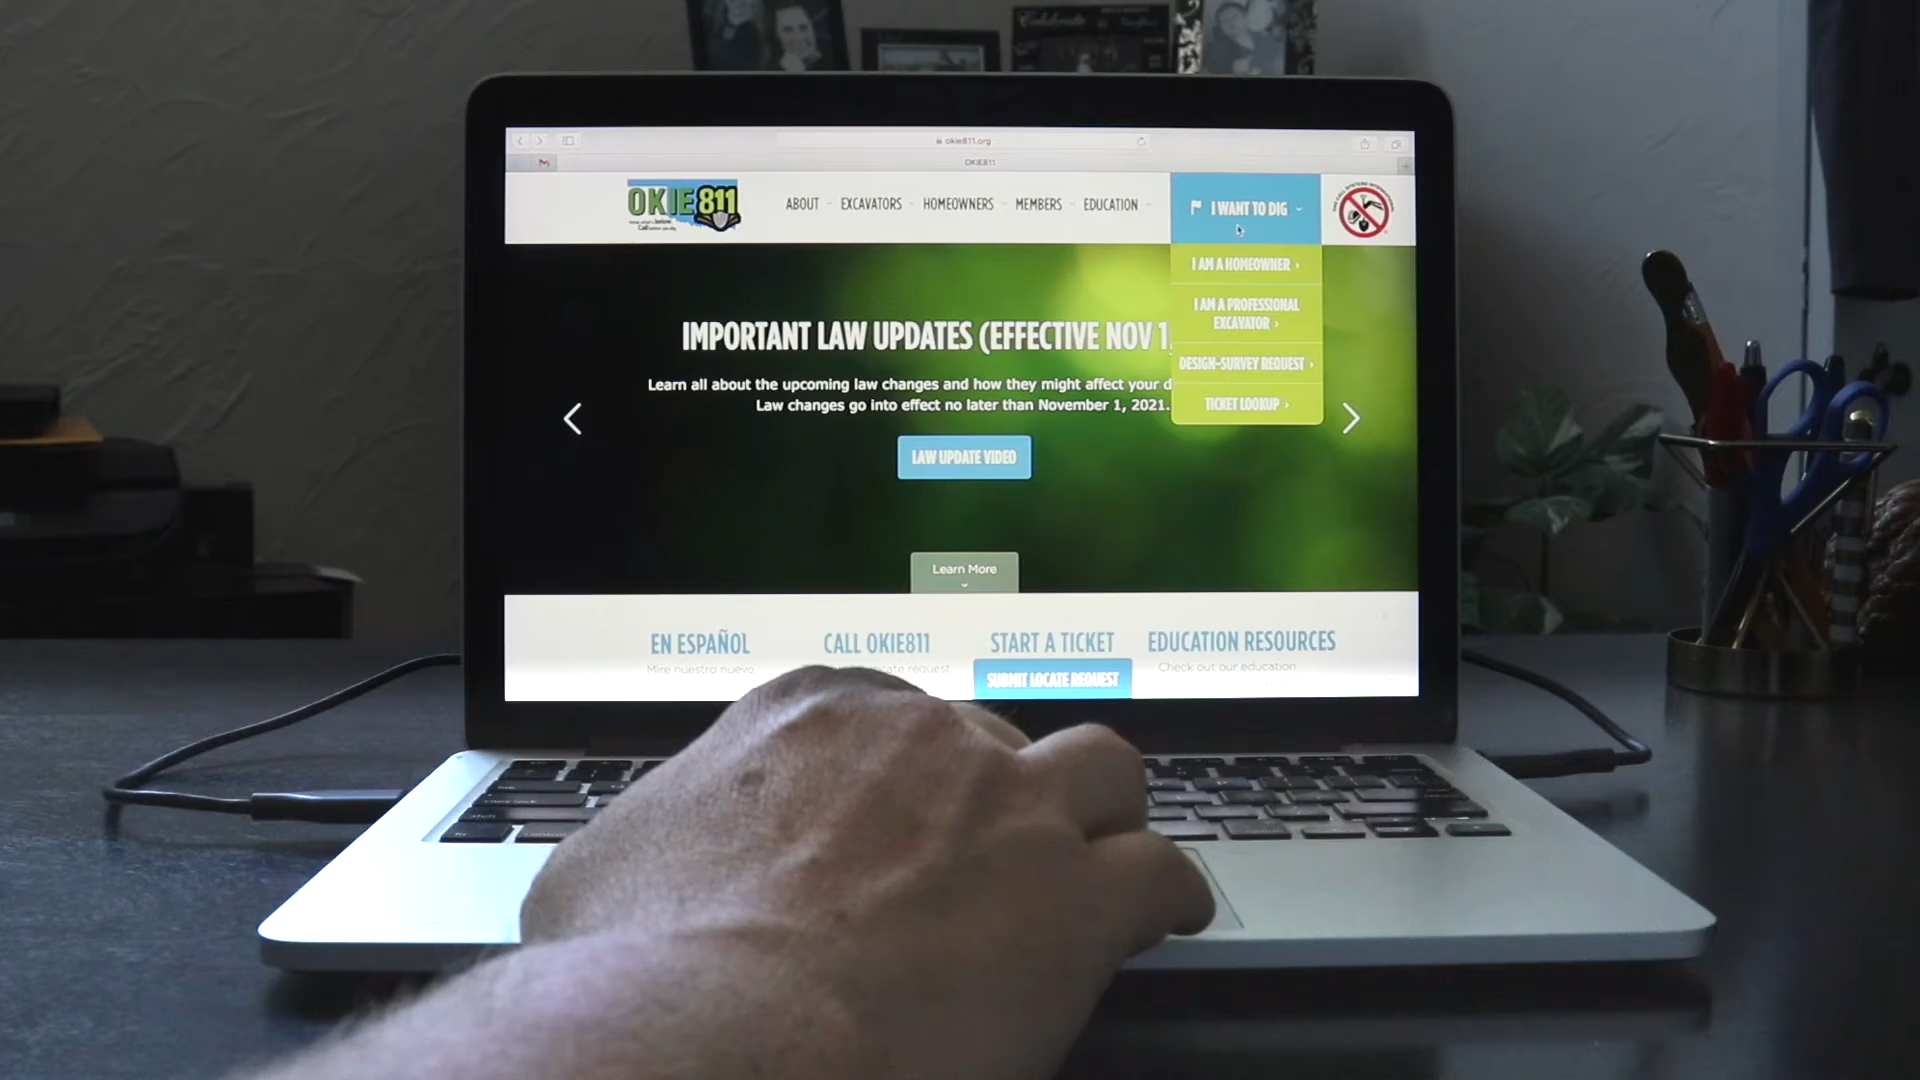 okie811.org
OKIE811
OKIE811
ABOUT
EXCAVATORS
HOMEOWNERS
MEMBERS
EDUCATION
I WANT TO DIG
I AM A HOMEOWNER
I AM A PROFESSIONAL
EXCAVATOR
DESIGN-SURVEY REQUEST
TICKET LOOKUP
IMPORTANT LAW UPDATES (EFFECTIVE NOV 1
Learn all about the upcoming law changes and how they might affect your d
Law changes go into effect no later than November 1, 2021.
LAW UPDATE VIDEO
Learn More
EN ESPAÑOL
CALL OKIE811
START A TICKET
EDUCATION RESOURCES
Mire nuestro nuevo
locate request
Check out our education
SUBMIT LOCATE REQUEST